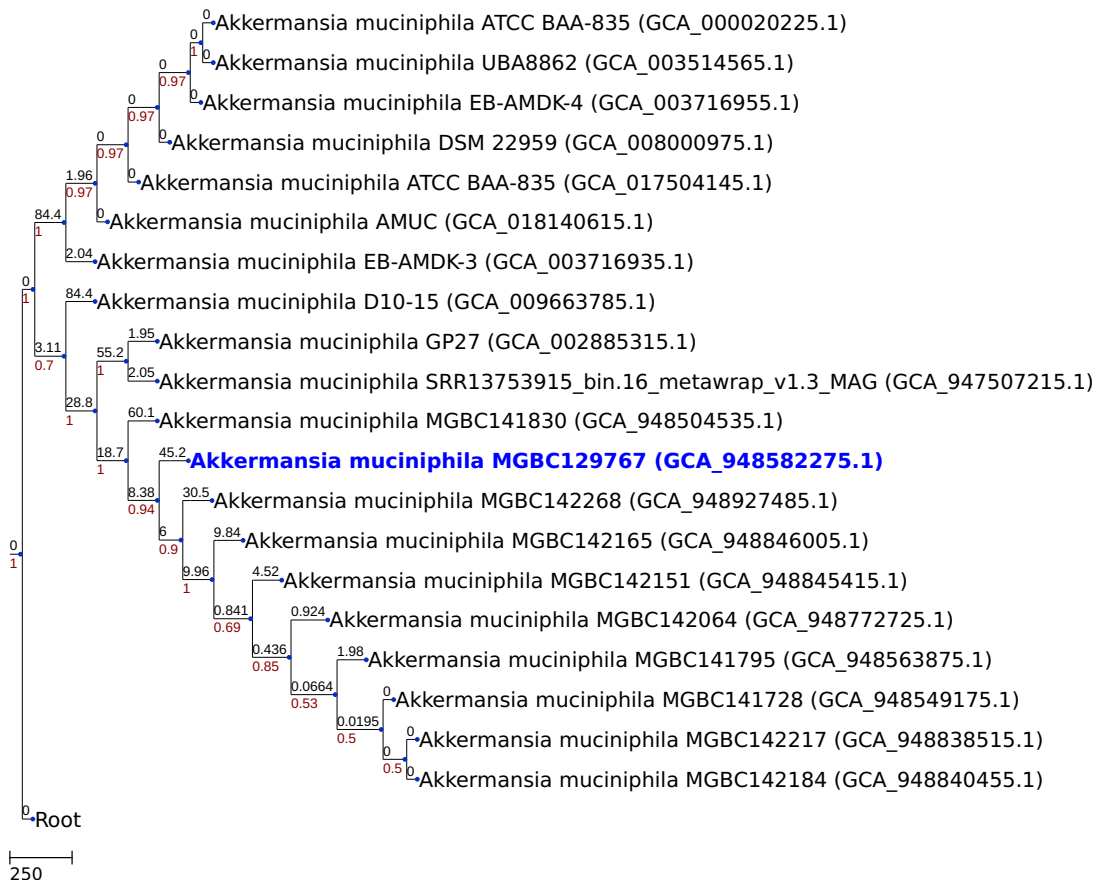 0
Akkermansia muciniphila ATCC BAA-835 (GCA_000020225.1)
0
1
0
Akkermansia muciniphila UBA8862 (GCA_003514565.1)
0
0.97
0
Akkermansia muciniphila EB-AMDK-4 (GCA_003716955.1)
0
0.97
0
Akkermansia muciniphila DSM 22959 (GCA_008000975.1)
0
0.97
0
Akkermansia muciniphila ATCC BAA-835 (GCA_017504145.1)
1.96
0.97
0
Akkermansia muciniphila AMUC (GCA_018140615.1)
84.4
1
2.04
Akkermansia muciniphila EB-AMDK-3 (GCA_003716935.1)
0
1
84.4
Akkermansia muciniphila D10-15 (GCA_009663785.1)
3.11
0.7
1.95
Akkermansia muciniphila GP27 (GCA_002885315.1)
55.2
1
2.05
Akkermansia muciniphila SRR13753915_bin.16_metawrap_v1.3_MAG (GCA_947507215.1)
28.8
1
60.1
Akkermansia muciniphila MGBC141830 (GCA_948504535.1)
18.7
1
45.2
Akkermansia muciniphila MGBC129767 (GCA_948582275.1)
8.38
0.94
30.5
Akkermansia muciniphila MGBC142268 (GCA_948927485.1)
6
0.9
9.84
Akkermansia muciniphila MGBC142165 (GCA_948846005.1)
9.96
1
4.52
Akkermansia muciniphila MGBC142151 (GCA_948845415.1)
0.841
0.69
0.924
Akkermansia muciniphila MGBC142064 (GCA_948772725.1)
0.436
0.85
1.98
Akkermansia muciniphila MGBC141795 (GCA_948563875.1)
0.0664
0.53
0
Akkermansia muciniphila MGBC141728 (GCA_948549175.1)
0.0195
0.5
0
Akkermansia muciniphila MGBC142217 (GCA_948838515.1)
0
0.5
0
Akkermansia muciniphila MGBC142184 (GCA_948840455.1)
0
1
0
Root
250